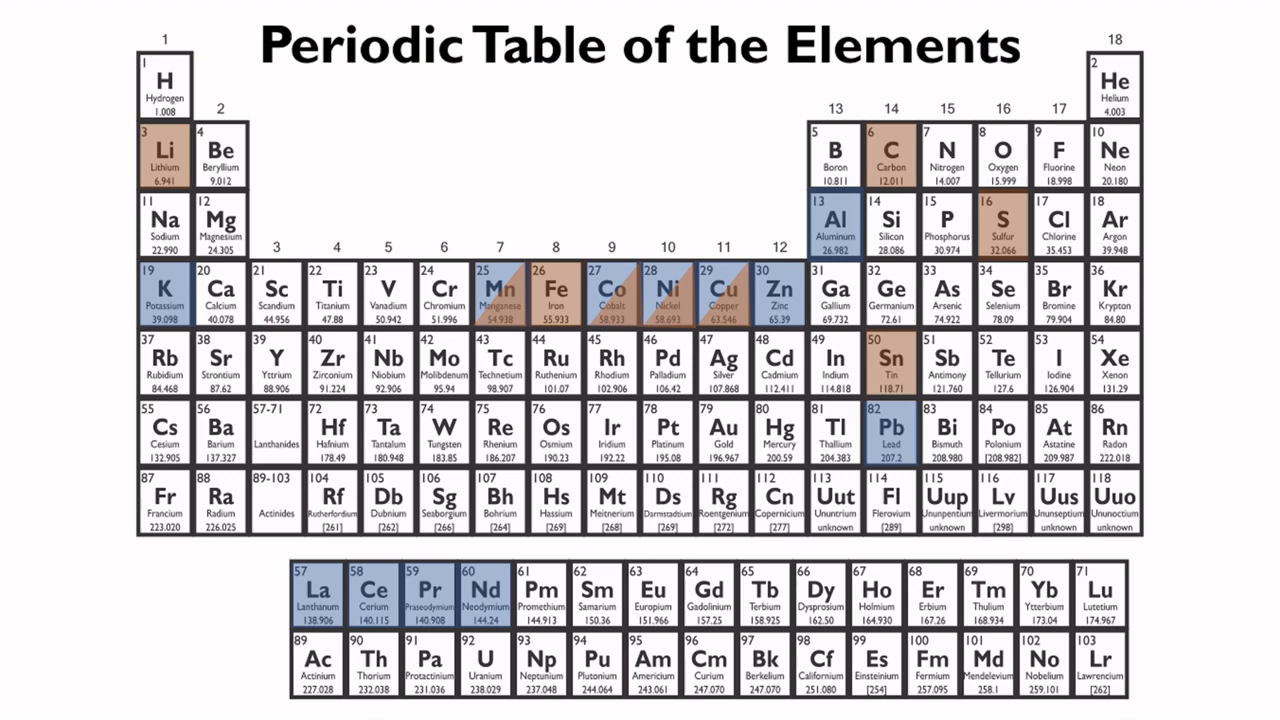 Periodic Table of the Elements
1 18
1 H Hydrogen 1.008
2 He Helium 4.003
2 13 14 15 16 17
3 Li Lithium 6.941
4 Be Beryllium 9.012
5 B Boron 10.811
6 C Carbon 12.011
7 N Nitrogen 14.007
8 O Oxygen 15.999
9 F Fluorine 18.998
10 Ne Neon 20.180
11 Na Sodium 22.990
12 Mg Magnesium 24.305
13 Al Aluminum 26.982
14 Si Silicon 28.086
15 P Phosphorus 30.974
16 S Sulfur 32.066
17 Cl Chlorine 35.453
18 Ar Argon 39.948
3 4 5 6 7 8 9 10 11 12
19 K Potassium 39.098
20 Ca Calcium 40.078
21 Sc Scandium 44.956
22 Ti Titanium 47.88
23 V Vanadium 50.942
24 Cr Chromium 51.996
25 Mn Manganese 54.938
26 Fe Iron 55.933
27 Co Cobalt 58.933
28 Ni Nickel 58.693
29 Cu Copper 63.546
30 Zn Zinc 65.39
31 Ga Gallium 69.732
32 Ge Germanium 72.61
33 As Arsenic 74.922
34 Se Selenium 78.09
35 Br Bromine 79.904
36 Kr Krypton 84.80
37 Rb Rubidium 84.468
38 Sr Strontium 87.62
39 Y Yttrium 88.906
40 Zr Zirconium 91.224
41 Nb Niobium 92.906
42 Mo Molibdenum 95.94
43 Tc Technetium 98.907
44 Ru Ruthenium 101.07
45 Rh Rhodium 102.906
46 Pd Palladium 106.42
47 Ag Silver 107.868
48 Cd Cadmium 112.411
49 In Indium 114.818
50 Sn Tin 118.71
51 Sb Antimony 121.760
52 Te Tellurium 127.6
53 I Iodine 126.904
54 Xe Xenon 131.29
55 Cs Cesium 132.905
56 Ba Barium 137.327
57-71 Lanthanides
72 Hf Hafnium 178.49
73 Ta Tantalum 180.948
74 W Tungsten 183.85
75 Re Rhenium 186.207
76 Os Osmium 190.23
77 Ir Iridium 192.22
78 Pt Platinum 195.08
79 Au Gold 196.967
80 Hg Mercury 200.59
81 Tl Thallium 204.383
82 Pb Lead 207.2
83 Bi Bismuth 208.980
84 Po Polonium [208.982]
85 At Astatine 209.987
86 Rn Radon 222.018
87 Fr Francium 223.020
88 Ra Radium 226.025
89-103 Actinides
104 Rf Rutherfordium [261]
105 Db Dubnium [262]
106 Sg Seaborgium [266]
107 Bh Bohrium [264]
108 Hs Hassium [269]
109 Mt Meitnerium [268]
110 Ds Darmstadtium [269]
111 Rg Roentgenium [272]
112 Cn Copernicium [277]
113 Uut Ununtrium unknown
114 Fl Flerovium [289]
115 Uup Ununpentium unknown
116 Lv Livermorium [298]
117 Uus Ununseptium unknown
118 Uuo Ununoctium unknown
57 La Lanthanum 138.906
58 Ce Cerium 140.115
59 Pr Praseodymium 140.908
60 Nd Neodymium 144.24
61 Pm Promethium 144.913
62 Sm Samarium 150.36
63 Eu Europium 151.966
64 Gd Gadolinium 157.25
65 Tb Terbium 158.925
66 Dy Dysprosium 162.50
67 Ho Holmium 164.930
68 Er Erbium 167.26
69 Tm Thulium 168.934
70 Yb Ytterbium 173.04
71 Lu Lutetium 174.967
89 Ac Actinium 227.028
90 Th Thorium 232.038
91 Pa Protactinium 231.036
92 U Uranium 238.029
93 Np Neptunium 237.048
94 Pu Plutonium 244.064
95 Am Americium 243.061
96 Cm Curium 247.070
97 Bk Berkelium 247.070
98 Cf Californium 251.080
99 Es Einsteinium [254]
100 Fm Fermium 257.095
101 Md Mendelevium 258.1
102 No Nobelium 259.101
103 Lr Lawrencium [262]